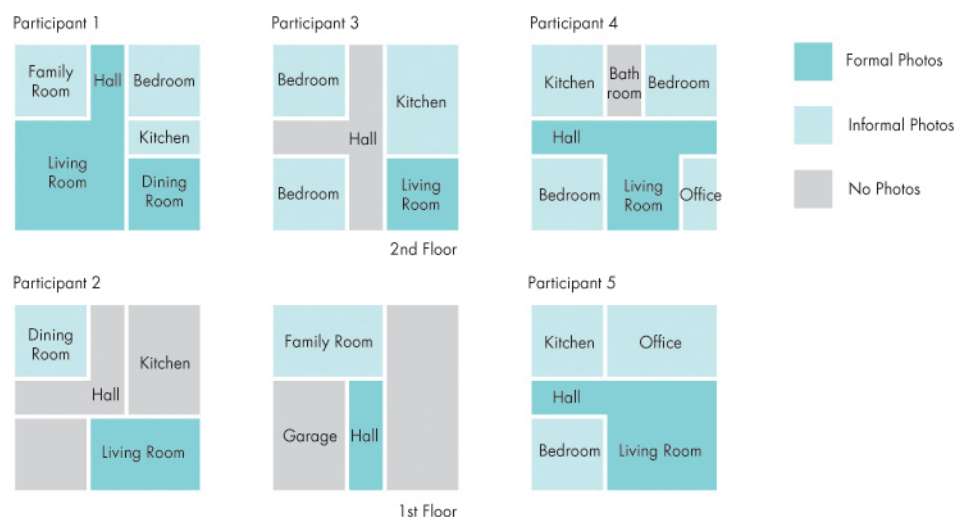 Participant 1
Family
Room
Hall
Bedroom
Kitchen
Living
Room
Dining
Room
Participant 3
Bedroom
Kitchen
Hall
Bedroom
Living
Room
2nd Floor
Participant 4
Kitchen
Bath
room
Bedroom
Hall
Bedroom
Living
Room
Office
Formal Photos
Informal Photos
No Photos
Participant 2
Dining
Room
Kitchen
Hall
Living Room
Family Room
Garage
Hall
1st Floor
Participant 5
Kitchen
Office
Hall
Bedroom
Living Room